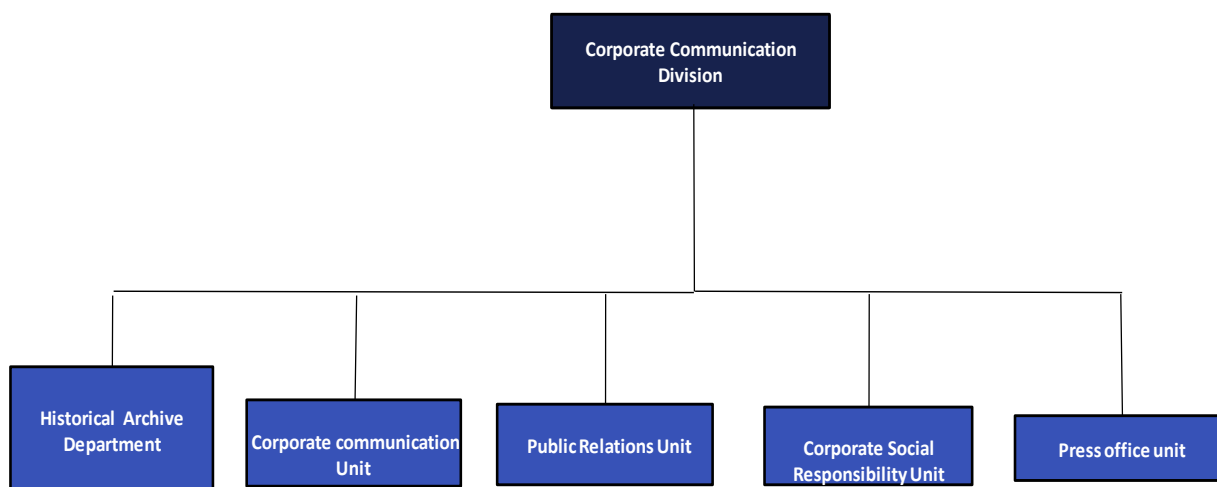 Corporate Communication
Division
Historical Archive
Department
Corporate communication
Unit
Public Relations Unit
Corporate Social
Responsibility Unit
Press office unit